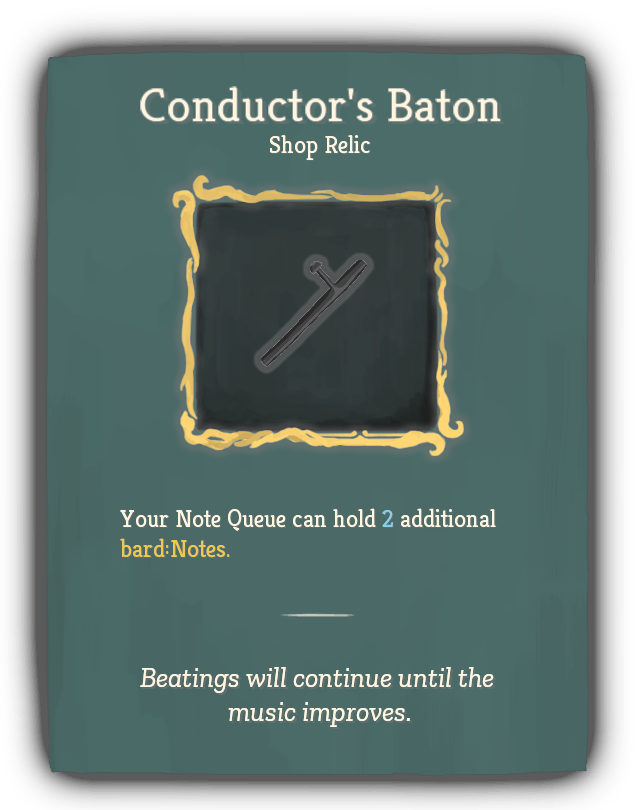 Conductor's Baton
Shop Relic
Your Note Queue can hold 2 additional
bard:Notes.
Beatings will continue until the
music improves.